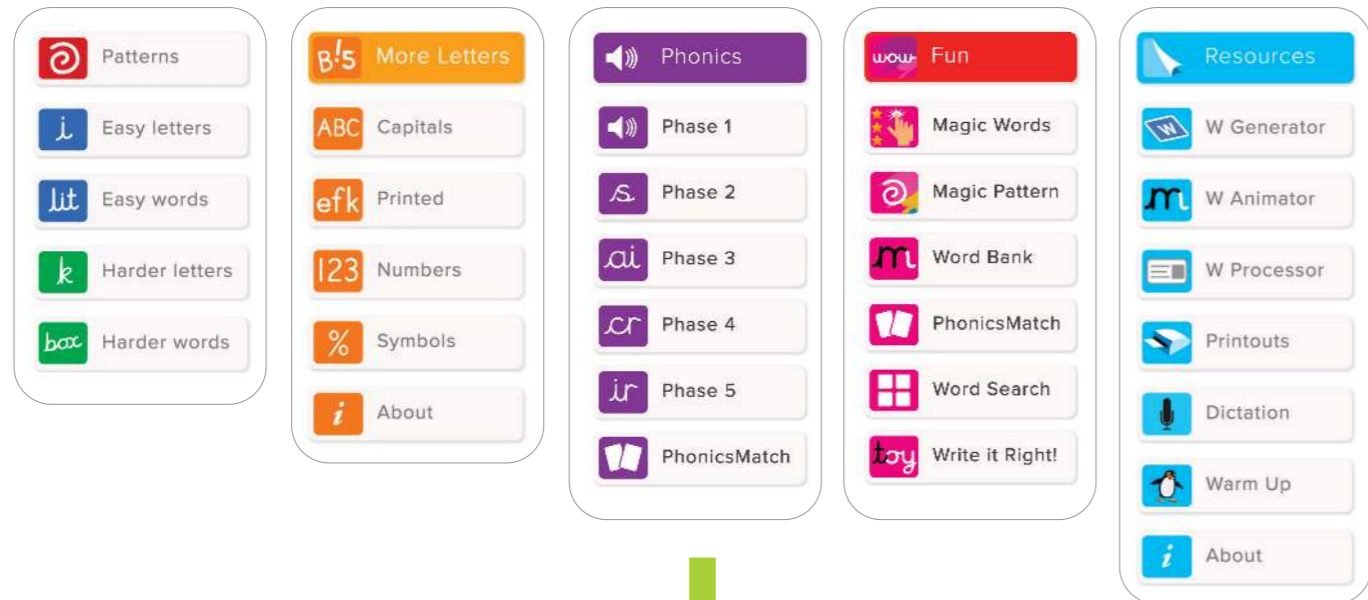 Patterns
j Easy letters
lit Easy words
k Harder letters
box Harder words
B!5 More Letters
ABC Capitals
efk Printed
123 Numbers
% Symbols
i About
Phonics
Phase 1
s Phase 2
ai Phase 3
cr Phase 4
ir Phase 5
PhonicsMatch
wow Fun
Magic Words
Magic Pattern
m Word Bank
PhonicsMatch
Word Search
toy Write it Right!
Resources
W W Generator
m W Animator
W Processor
Printouts
Dictation
Warm Up
i About